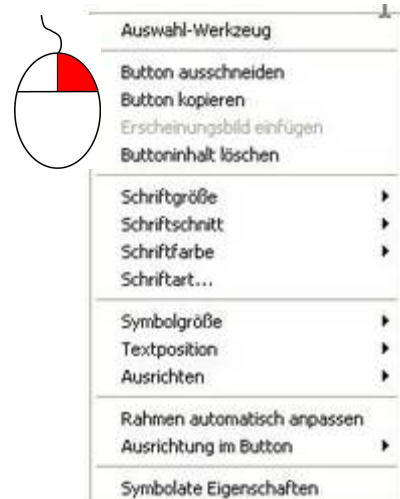 Auswahl-Werkzeug
Button ausschneiden
Button kopieren
Erscheinungsbild einfügen
Buttoninhalt löschen
Schriftgröße
Schriftschnitt
Schriftfarbe
Schriftart...
Symbolgröße
Textposition
Ausrichten
Rahmen automatisch anpassen
Ausrichtung im Button
Symbolate Eigenschaften